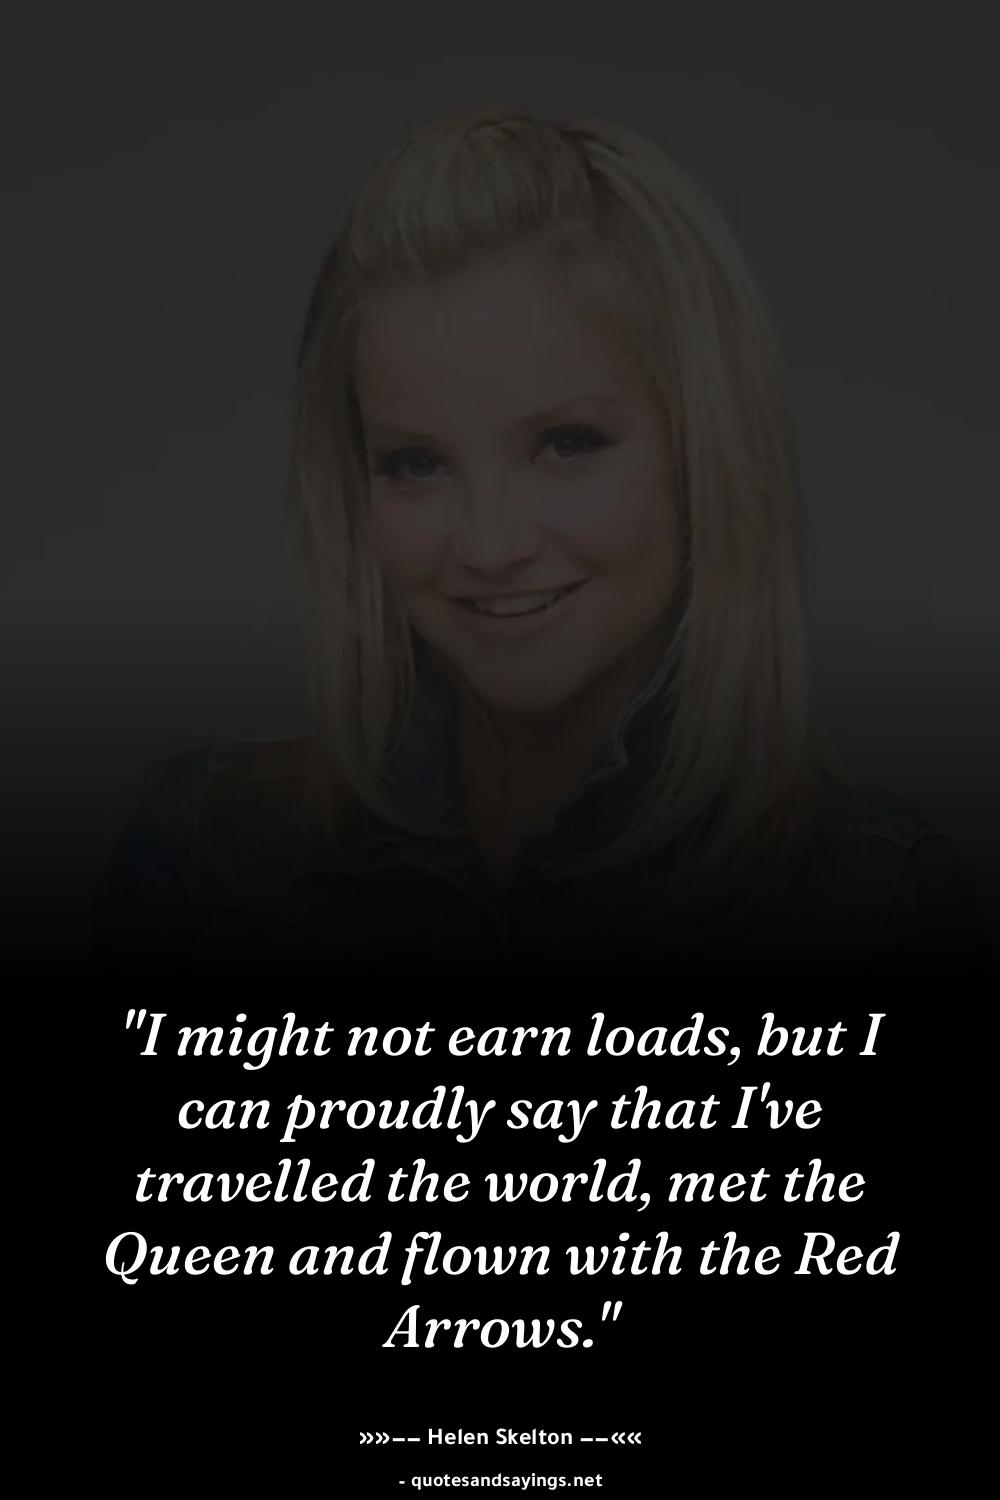 "I might not earn loads, but I
can proudly say that I've
travelled the world, met the
Queen and flown with the Red
Arrows."
»»–– Helen Skelton ––««
- quotesandsayings.net